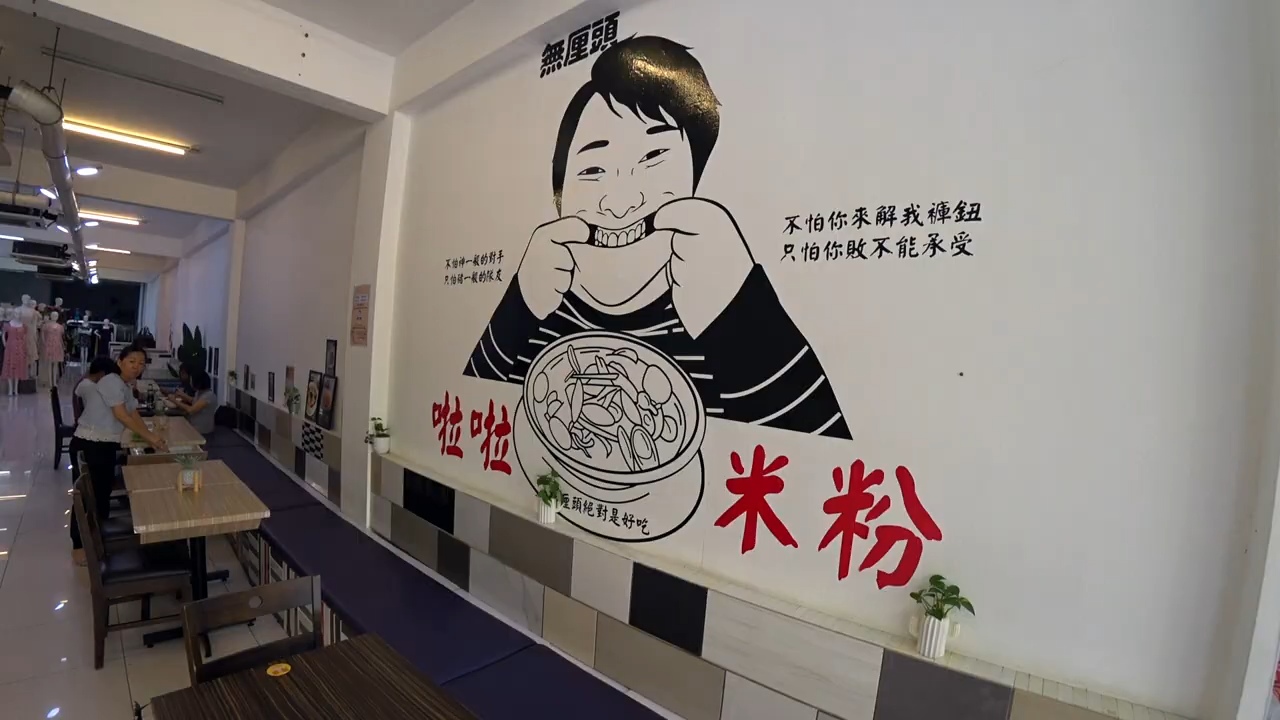 無厘頭
不怕你來解我褲鈕
只怕你敗不能承受
不怕神一般的對手
只怕豬一般的隊友
啦啦 米粉
厘頭絕對是好吃